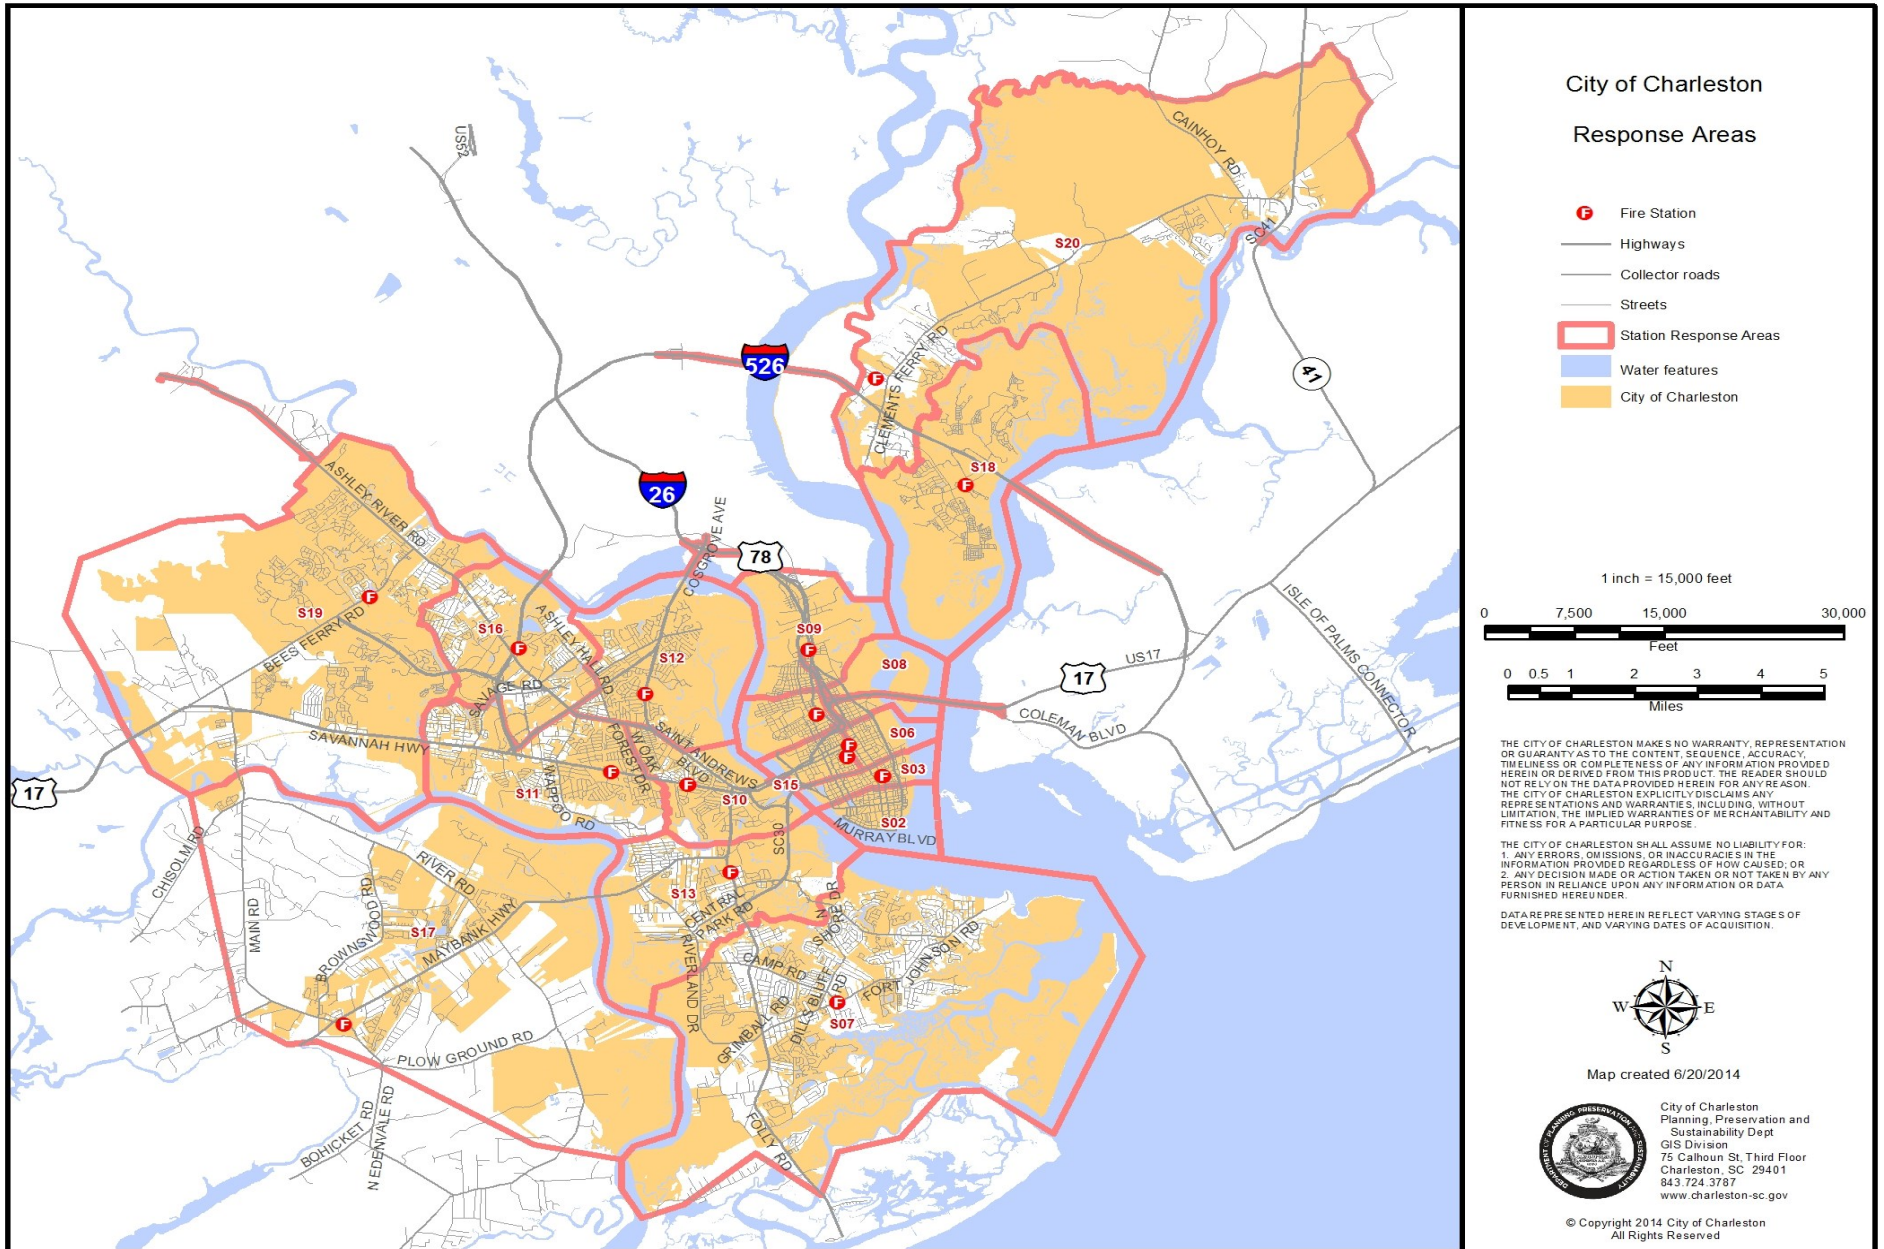 City of Charleston
Response Areas
F Fire Station
Highways
Collector roads
Streets
Station Response Areas
Water features
City of Charleston
1 inch = 15,000 feet
0 7,500 15,000 30,000
Feet
0 0.5 1 2 3 4 5
Miles
THE CITY OF CHARLESTON MAKES NO WARRANTY, REPRESENTATION
OR GUARANTY AS TO THE CONTENT, SEQUENCE, ACCURACY,
TIMELINESS OR COMPLETENESS OF ANY INFORMATION PROVIDED
HEREIN OR DERIVED FROM THIS PRODUCT. THE READER SHOULD
NOT RELY ON THE DATA PROVIDED HEREIN FOR ANY REASON.
THE CITY OF CHARLESTON EXPLICITLY DISCLAIMS ANY
REPRESENTATIONS AND WARRANTIES, INCLUDING, WITHOUT
LIMITATION, THE IMPLIED WARRANTIES OF MERCHANTABILITY AND
FITNESS FOR A PARTICULAR PURPOSE.
THE CITY OF CHARLESTON SHALL ASSUME NO LIABILITY FOR:
1. ANY ERRORS, OMISSIONS, OR INACCURACIES IN THE
INFORMATION PROVIDED REGARDLESS OF HOW CAUSED; OR
2. ANY DECISION MADE OR ACTION TAKEN OR NOT TAKEN BY ANY
PERSON IN RELIANCE UPON ANY INFORMATION OR DATA
FURNISHED HEREUNDER.
DATA REPRESENTED HEREIN REFLECT VARYING STAGES OF
DEVELOPMENT, AND VARYING DATES OF ACQUISITION.
N
W E
S
Map created 6/20/2014
DEPARTMENT OF PLANNING PRESERVATION AND SUSTAINABILITY
City of Charleston
Planning, Preservation and
Sustainability Dept
GIS Division
75 Calhoun St, Third Floor
Charleston, SC 29401
843.724.3787
www.charleston-sc.gov
© Copyright 2014 City of Charleston
All Rights Reserved
US52
CAINHOY RD
SC41
S20
526
41
CLEMENTS FERRY RD
F
S18
F
ASHLEY RIVER RD
26
COSGROVE AVE
78
ISLE OF PALMS CONNECTOR
S19
F
BEES FERRY RD
S16
F
ASHLEY HALL RD
S12
F
S09
F
S08
US17
17
COLEMAN BLVD
SAVAGE RD
SAVAGE RD
SAVANNAH HWY
17
WAPPOO RD
W OAK
FOREST DR
SAINT ANDREWS
BLVD
F
S11
F
S10
S15
F
S06
F
F
S03
F
S02
MURRAY BLVD
SC30
CHISOLM RD
RIVER RD
MAIN RD
BROWNSWOOD RD
S17
MAYBANK HWY
F
S13
F
CENTRAL
PARK RD
N
SHORE DR
RIVERLAND DR
CAMP RD
FORT JOHNSON RD
DILLS BLUFF RD
GRIMBALL RD
F
S07
PLOW GROUND RD
BOHICKET RD
N EDENVALE RD
FOLLY RD